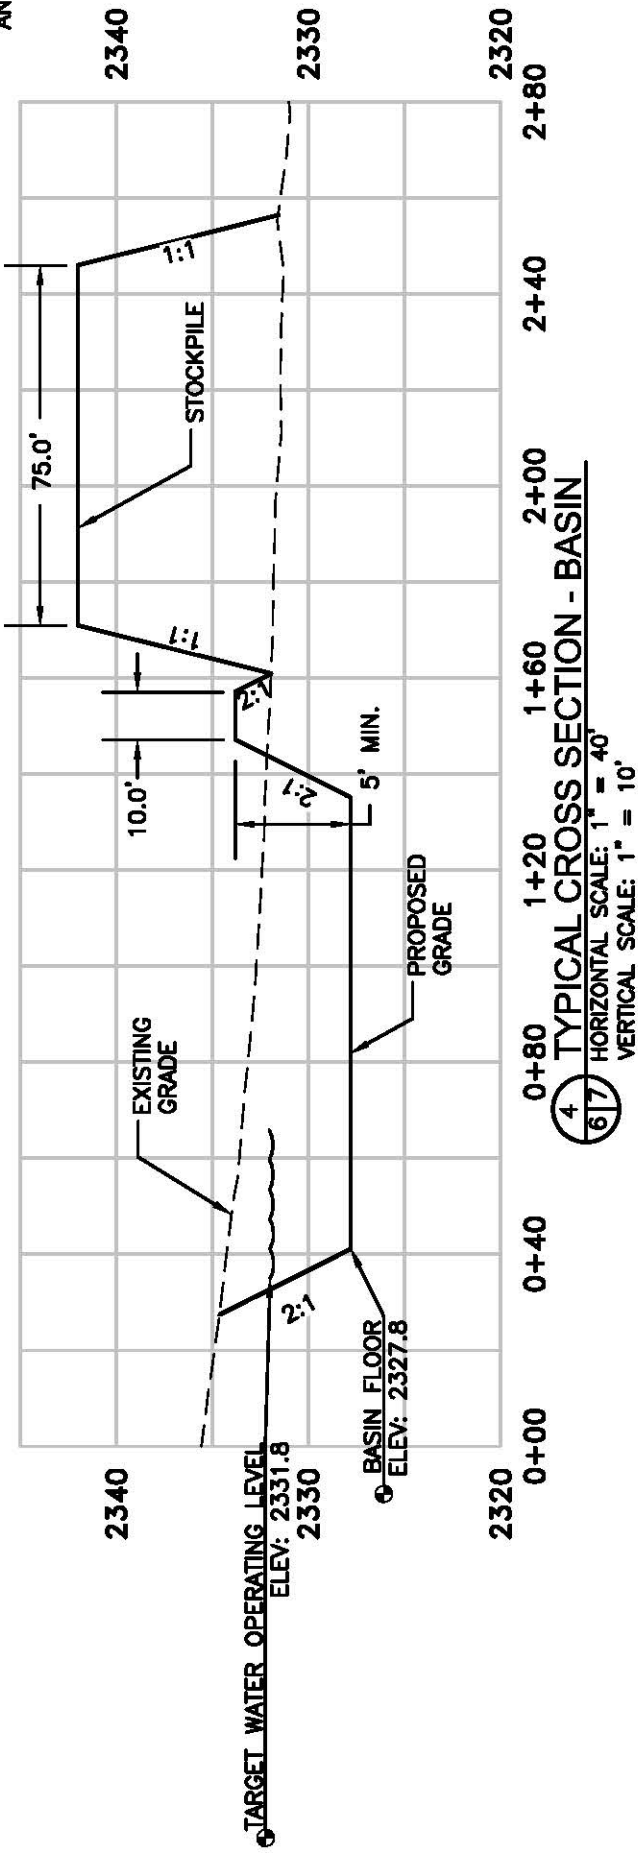 AN
2340
2330
2320
2340
2330
2320
75.0'
STOCKPILE
1:1
1:1
10.0'
2:1
2:1
5' MIN.
EXISTING
GRADE
PROPOSED
GRADE
2:1
TARGET WATER OPERATING LEVEL
ELEV: 2331.8
BASIN FLOOR
ELEV: 2327.8
0+00
0+40
0+80
1+20
1+60
2+00
2+40
2+80
4
6 7
TYPICAL CROSS SECTION - BASIN
HORIZONTAL SCALE: 1" = 40'
VERTICAL SCALE: 1" = 10'